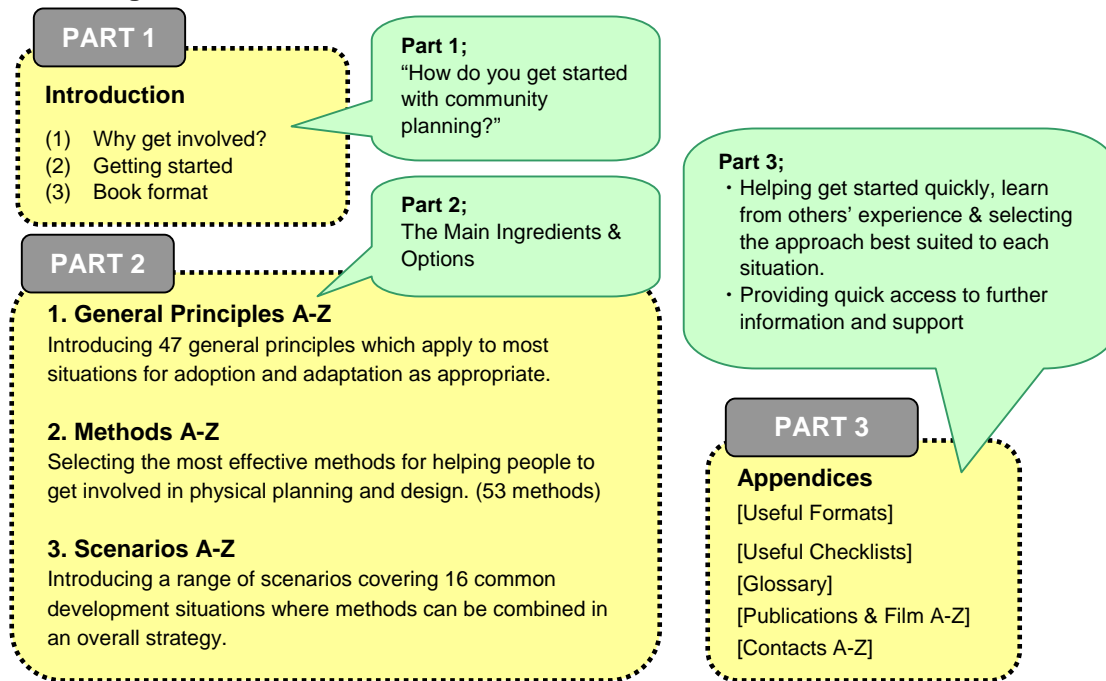 PART 1
Introduction
(1) Why get involved?
(2) Getting started
(3) Book format
Part 1;
“How do you get started
with community
planning?”
Part 2;
The Main Ingredients &
Options
PART 2
1. General Principles A-Z
Introducing 47 general principles which apply to most
situations for adoption and adaptation as appropriate.
2. Methods A-Z
Selecting the most effective methods for helping people to
get involved in physical planning and design. (53 methods)
3. Scenarios A-Z
Introducing a range of scenarios covering 16 common
development situations where methods can be combined in
an overall strategy.
Part 3;
・Helping get started quickly, learn
from others’ experience & selecting
the approach best suited to each
situation.
・Providing quick access to further
information and support
PART 3
Appendices
[Useful Formats]
[Useful Checklists]
[Glossary]
[Publications & Film A-Z]
[Contacts A-Z]